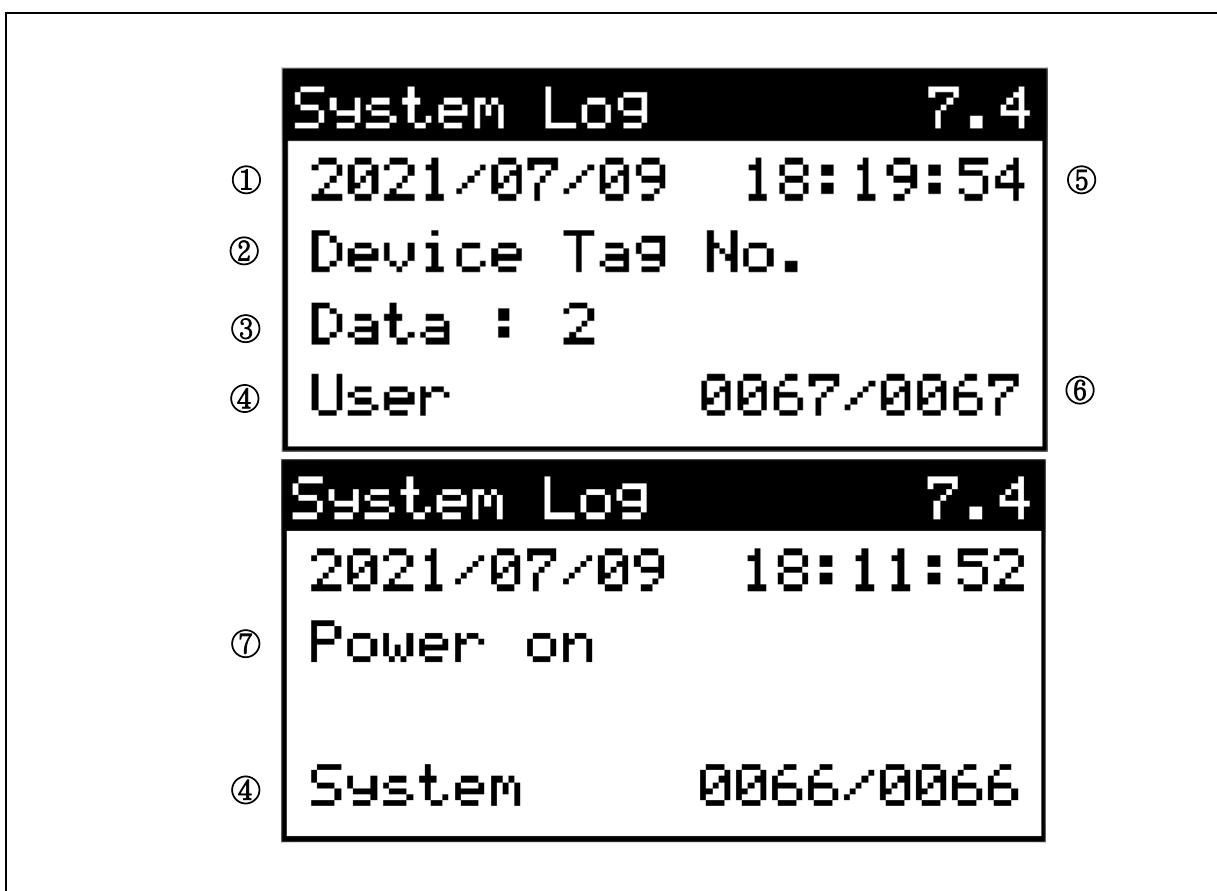 System Log 7.4
① 2021/07/09 18:19:54 ⑤
② Device Tag No.
③ Data : 2
④ User 0067/0067 ⑥
System Log 7.4
2021/07/09 18:11:52
⑦ Power on
④ System 0066/0066